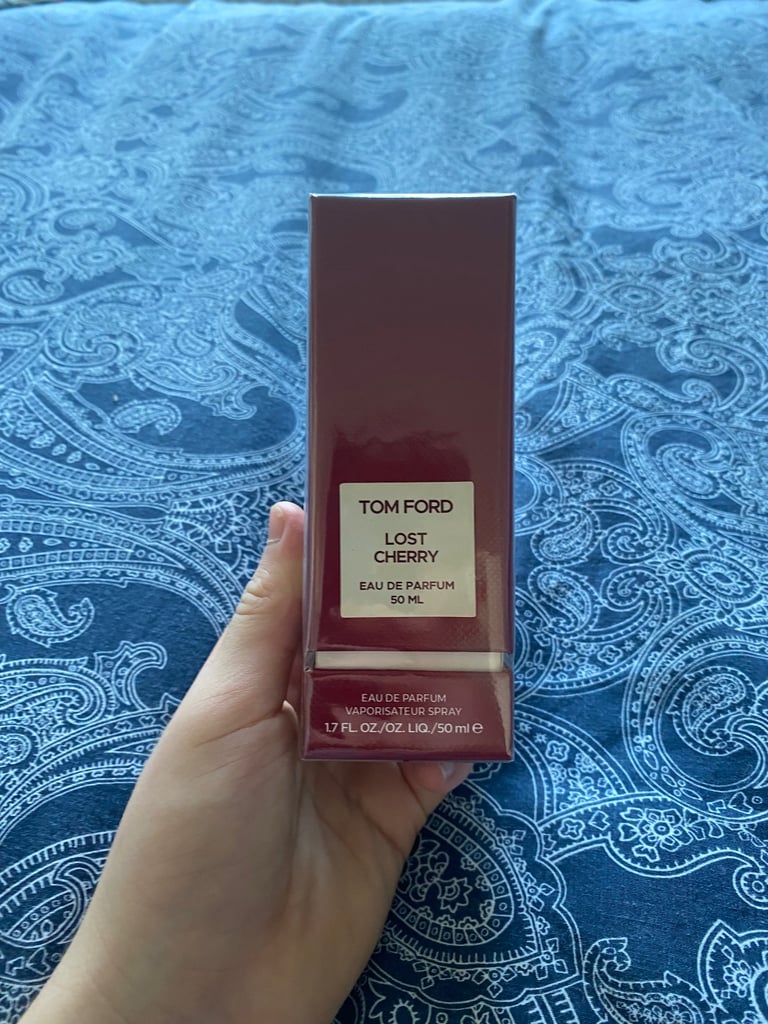 TOM FORD
LOST
CHERRY
EAU DE PARFUM
50 ML
EAU DE PARFUM
VAPORISATEUR SPRAY
1.7 FL. OZ./OZ. LIQ./50 ml ℮